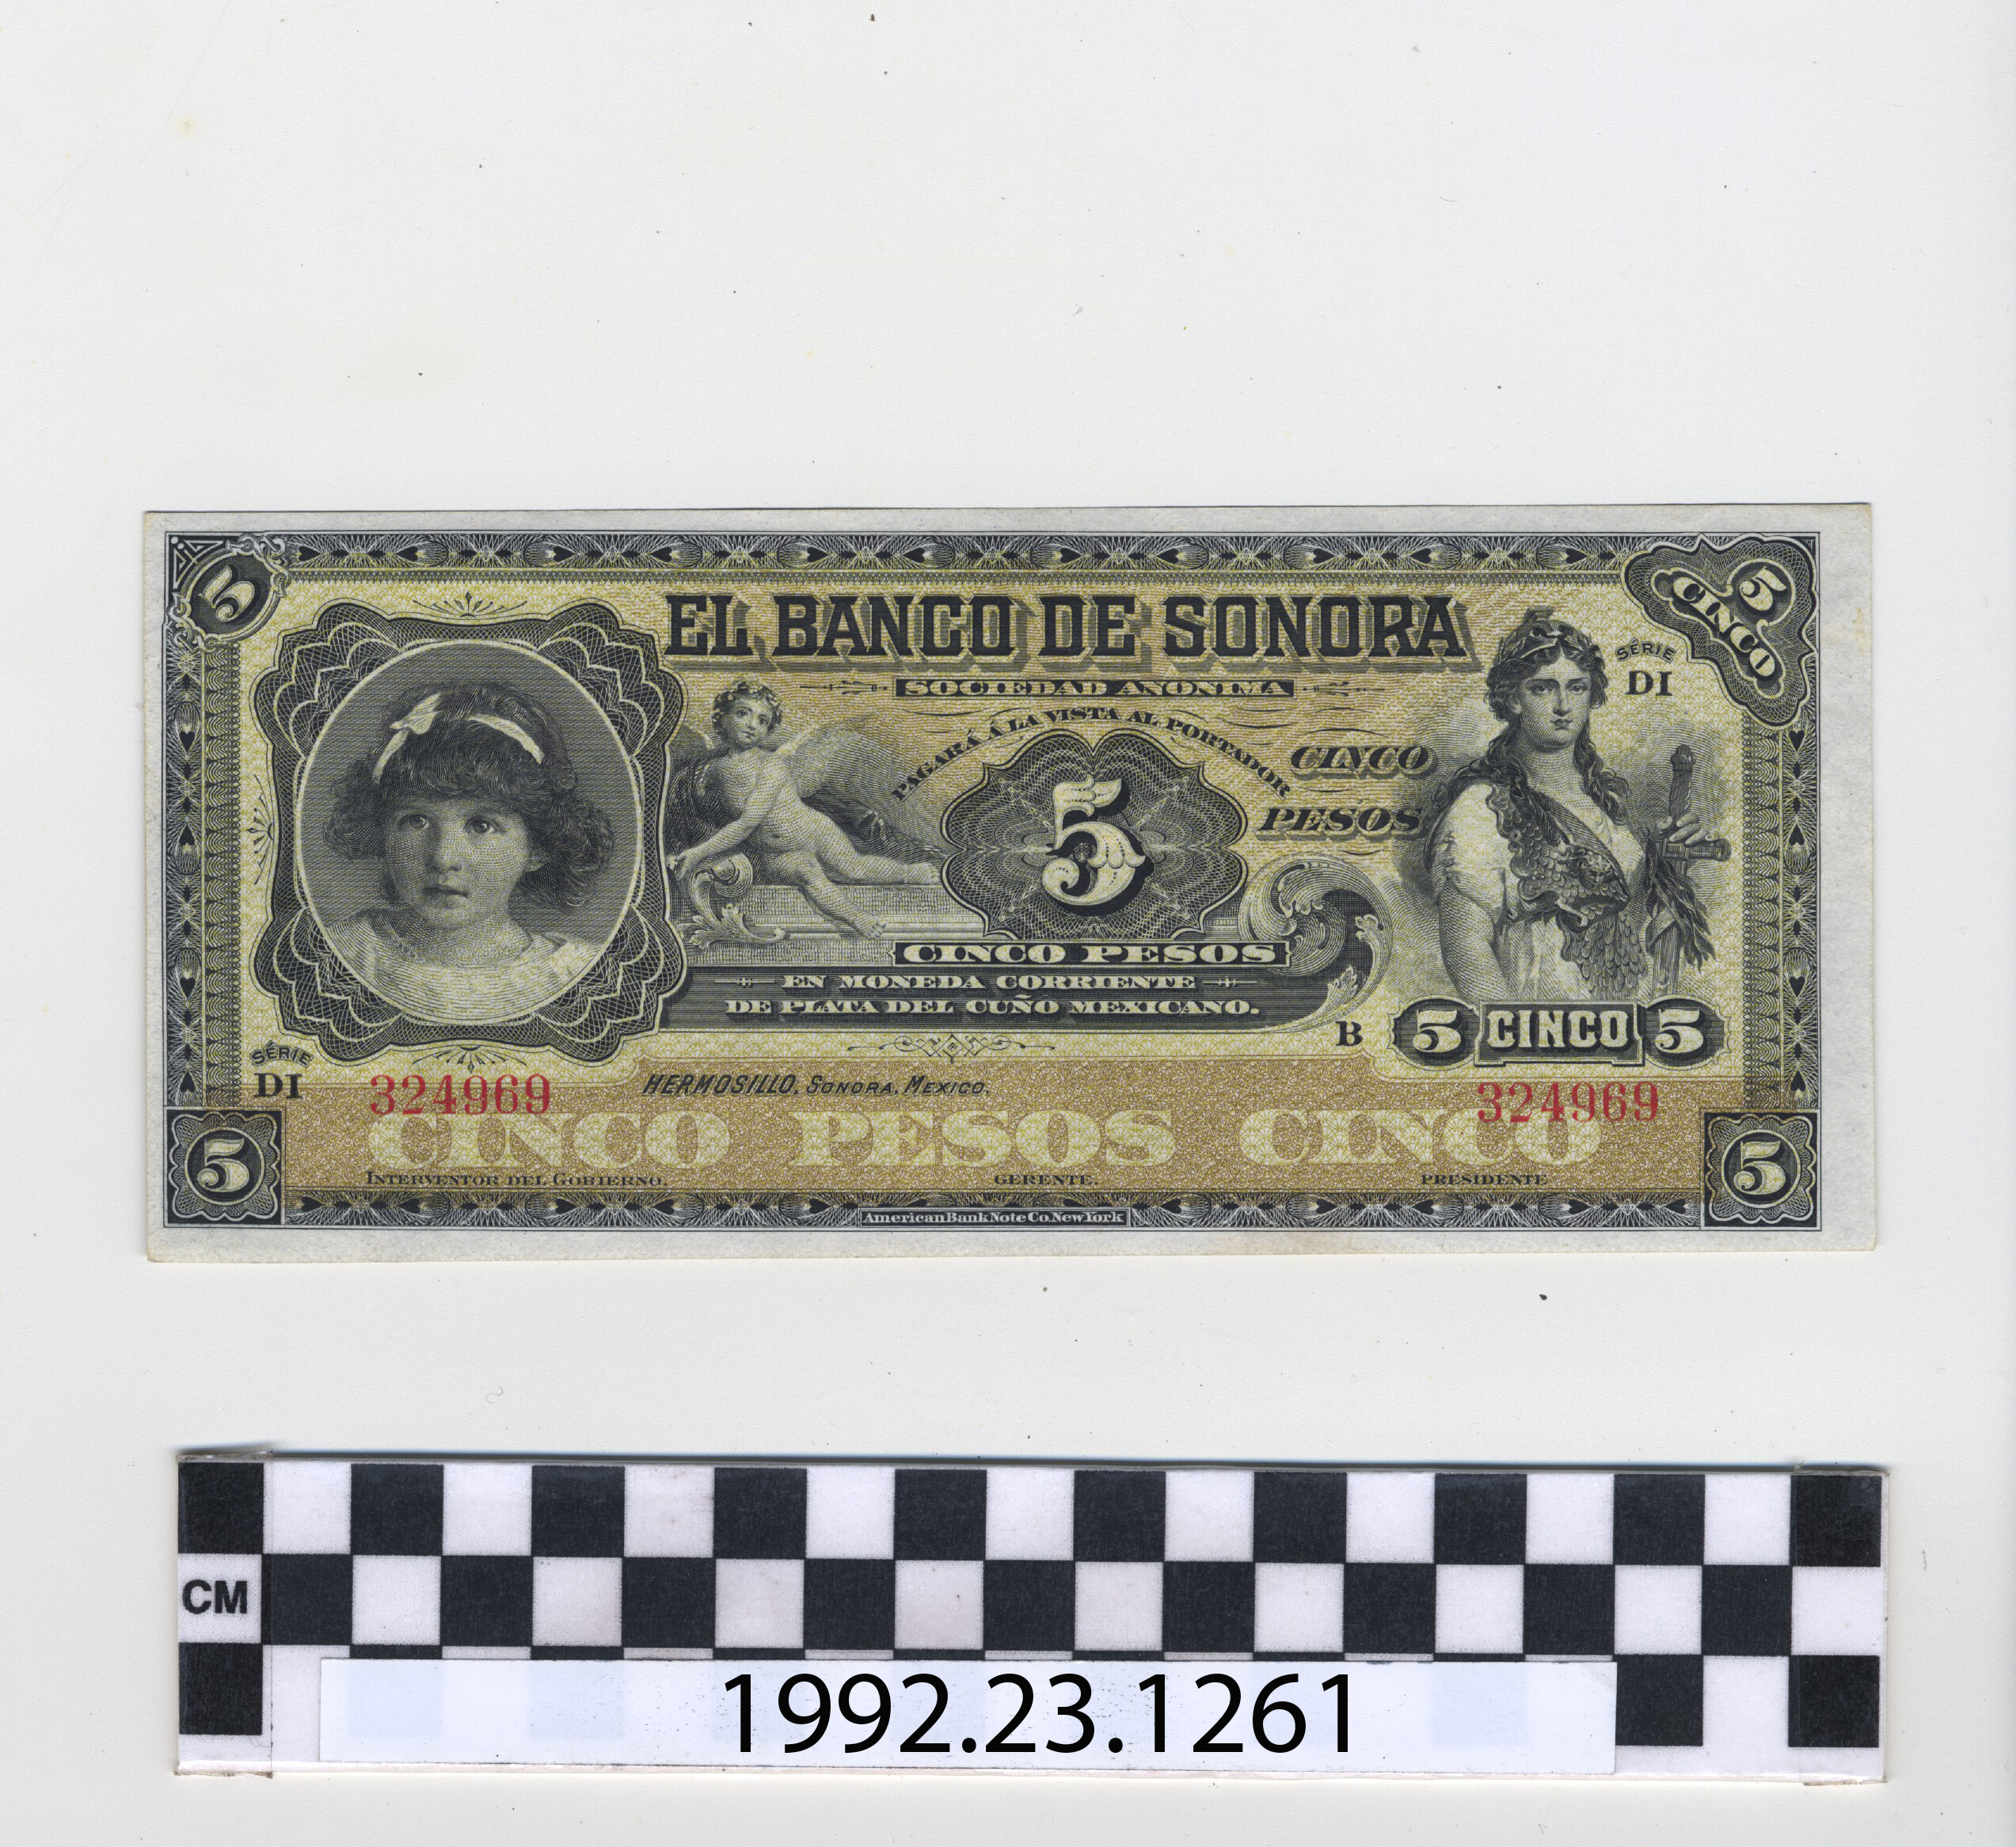 5
5
CINCO
EL BANCO DE SONORA
SOCIEDAD ANONIMA
SÉRIE
DI
PAGARÁ Á LA VISTA AL PORTADOR
CINCO
PESOS
5
CINCO PESOS
EN MONEDA CORRIENTE
DE PLATA DEL CUÑO MEXICANO.
B
5 CINCO 5
SÉRIE
DI
324969
HERMOSILLO, SONORA, MEXICO.
324969
CINCO PESOS CINCO
5
5
INTERVENTOR DEL GOBIERNO.
GERENTE.
PRESIDENTE
American Bank Note Co. New York
CM
1992.23.1261